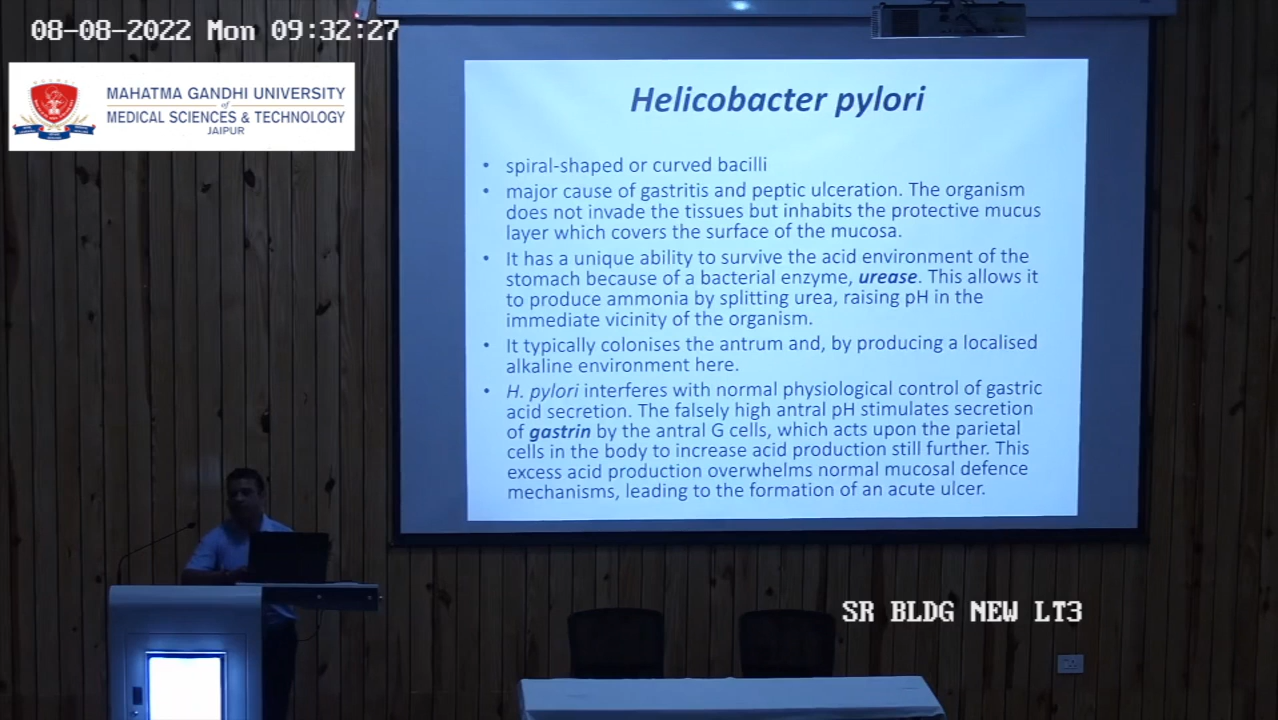 08-08-2022 Mon 09:32:27
MAHATMA GANDHI UNIVERSITY
of
MEDICAL SCIENCES & TECHNOLOGY
JAIPUR
Helicobacter pylori
• spiral-shaped or curved bacilli
• major cause of gastritis and peptic ulceration. The organism
does not invade the tissues but inhabits the protective mucus
layer which covers the surface of the mucosa.
• It has a unique ability to survive the acid environment of the
stomach because of a bacterial enzyme, urease. This allows it
to produce ammonia by splitting urea, raising pH in the
immediate vicinity of the organism.
• It typically colonises the antrum and, by producing a localised
alkaline environment here.
• H. pylori interferes with normal physiological control of gastric
acid secretion. The falsely high antral pH stimulates secretion
of gastrin by the antral G cells, which acts upon the parietal
cells in the body to increase acid production still further. This
excess acid production overwhelms normal mucosal defence
mechanisms, leading to the formation of an acute ulcer.
SR BLDG NEW LT3